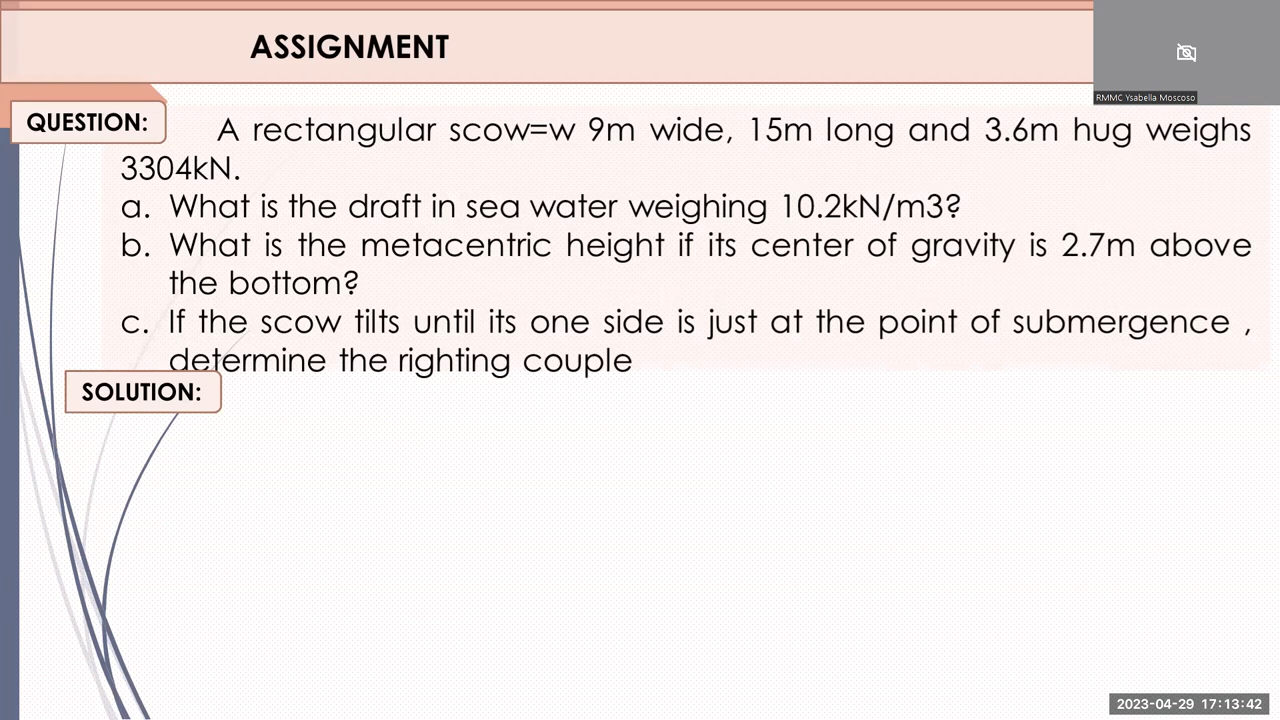 ASSIGNMENT
RMMC Ysabella Moscoso
QUESTION:
A rectangular scow=w 9m wide, 15m long and 3.6m hug weighs
3304kN.
a. What is the draft in sea water weighing 10.2kN/m3?
b. What is the metacentric height if its center of gravity is 2.7m above
the bottom?
c. If the scow tilts until its one side is just at the point of submergence ,
determine the righting couple
SOLUTION:
2023-04-29 17:13:42